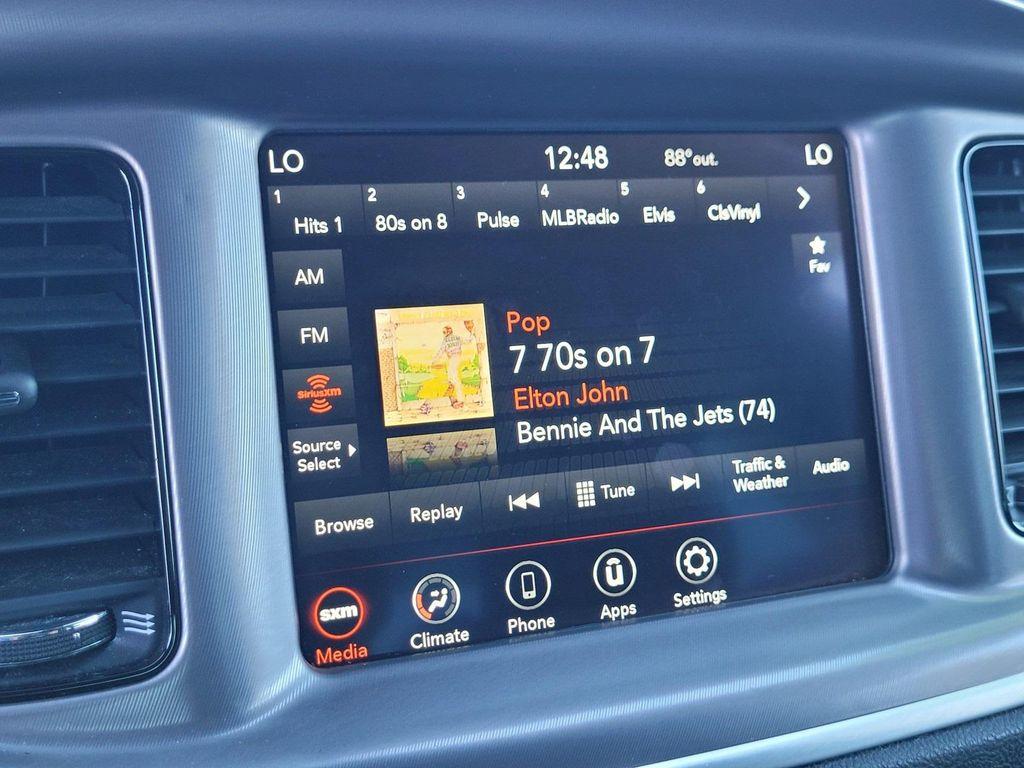 LO 12:48 88° out. LO
1 2 3 4 5 6
Hits 1 80s on 8 Pulse MLBRadio Elvis ClsVinyl
AM
Fav
FM
SiriusXM
Source
Select
Pop
7 70s on 7
Elton John
Bennie And The Jets (74)
Browse Replay Tune Traffic & Audio
Weather
sxm
Media Climate Phone Apps Settings